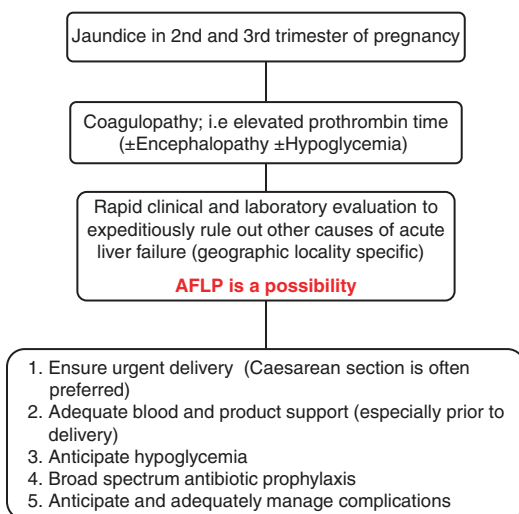 Jaundice in 2nd and 3rd trimester of pregnancy
Coagulopathy; i.e elevated prothrombin time
(±Encephalopathy ±Hypoglycemia)
Rapid clinical and laboratory evaluation to
expeditiously rule out other causes of acute
liver failure (geographic locality specific)
AFLP is a possibility
1. Ensure urgent delivery (Caesarean section is often
preferred)
2. Adequate blood and product support (especially prior to
delivery)
3. Anticipate hypoglycemia
4. Broad spectrum antibiotic prophylaxis
5. Anticipate and adequately manage complications